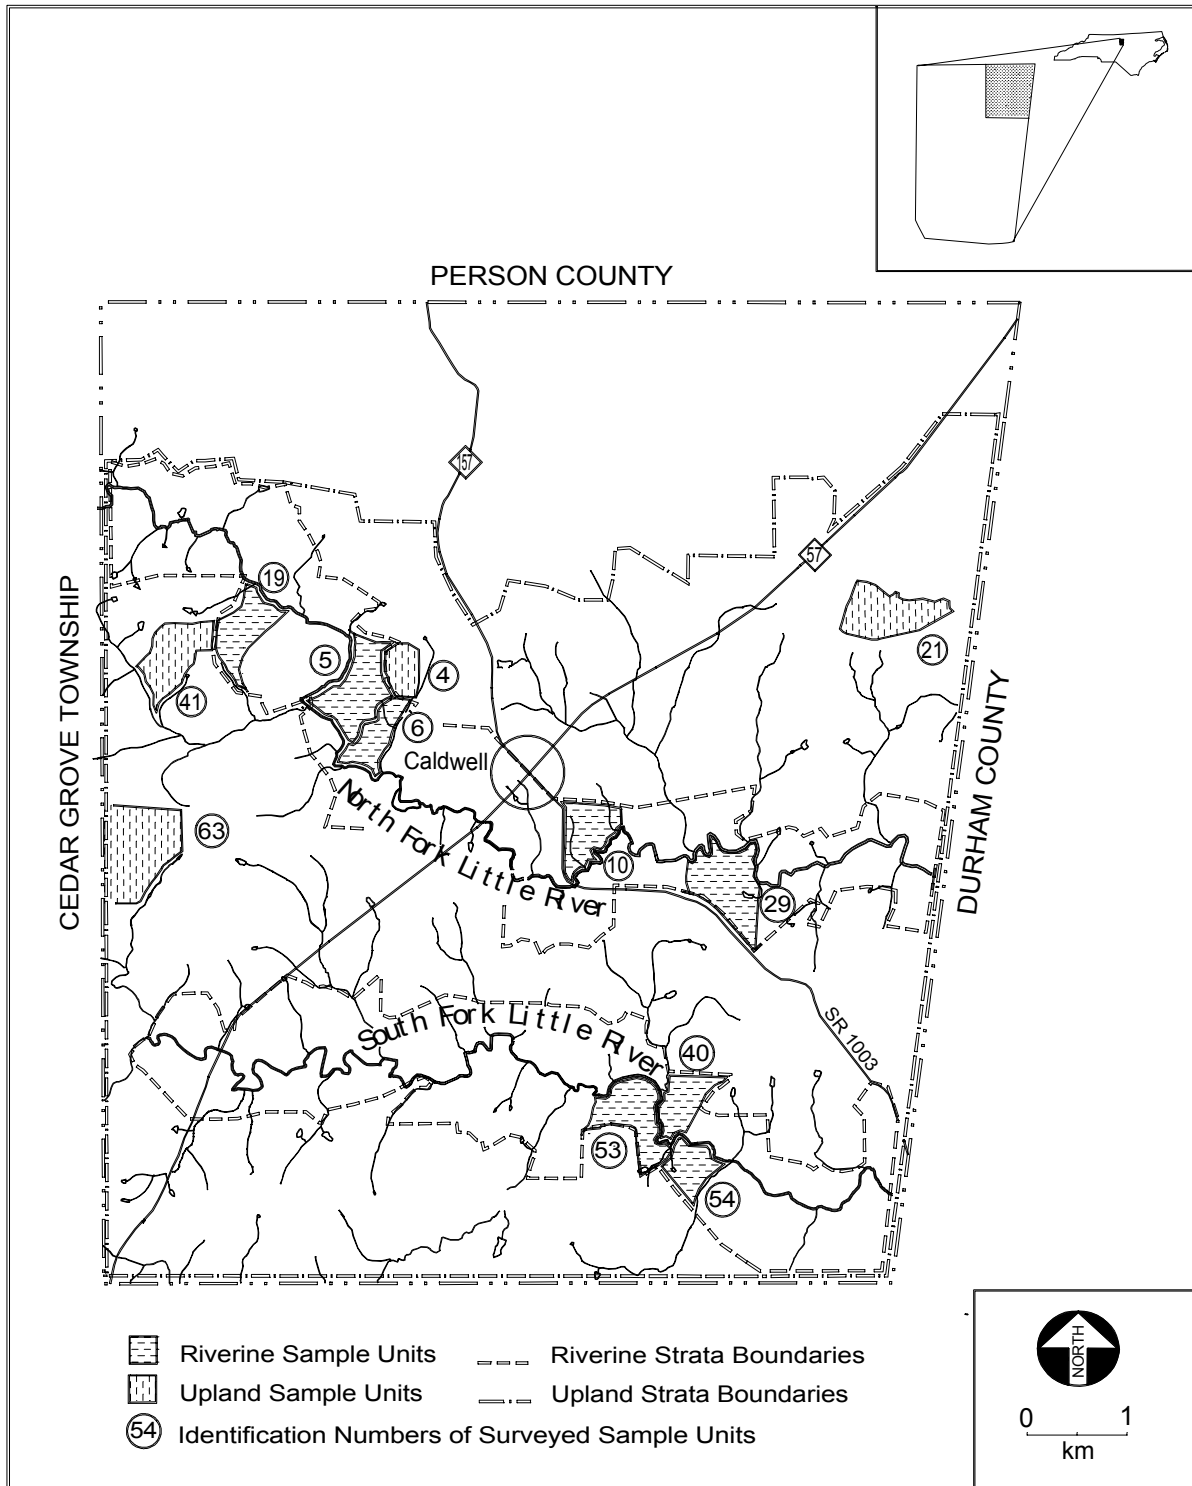 PERSON COUNTY
157
57
19
CEDAR GROVE TOWNSHIP
5
4
21
41
6
Caldwell
DURHAM COUNTY
63
North Fork Little River
10
29
SR 1003
South Fork Little River
40
53
54
Riverine Sample Units
Riverine Strata Boundaries
Upland Sample Units
Upland Strata Boundaries
54
Identification Numbers of Surveyed Sample Units
NORTH
0 1
km